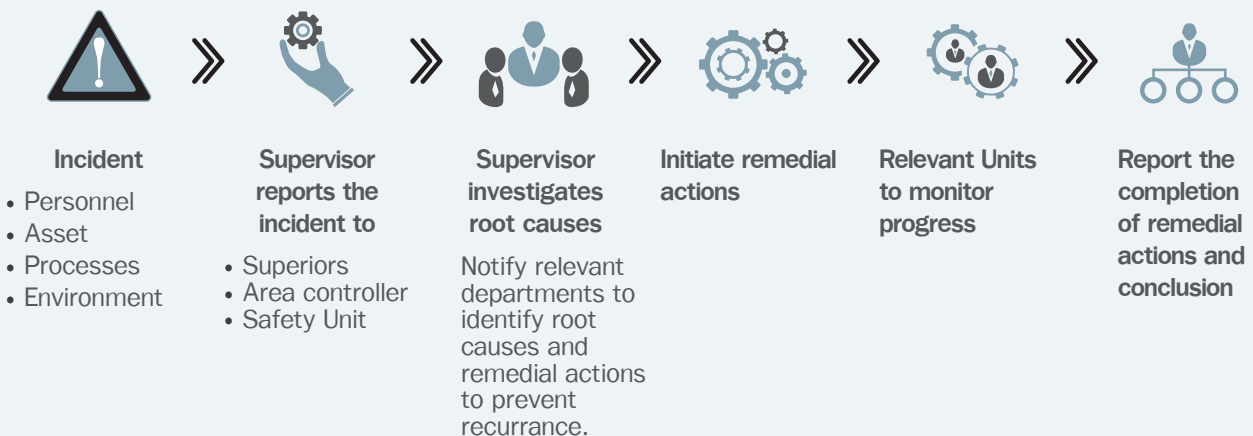 Incident
• Personnel
• Asset
• Processes
• Environment
Supervisor
reports the
incident to
• Superiors
• Area controller
• Safety Unit
Supervisor
investigates
root causes
Notify relevant
departments to
identify root
causes and
remedial actions
to prevent
recurrance.
Initiate remedial
actions
Relevant Units
to monitor
progress
Report the
completion
of remedial
actions and
conclusion